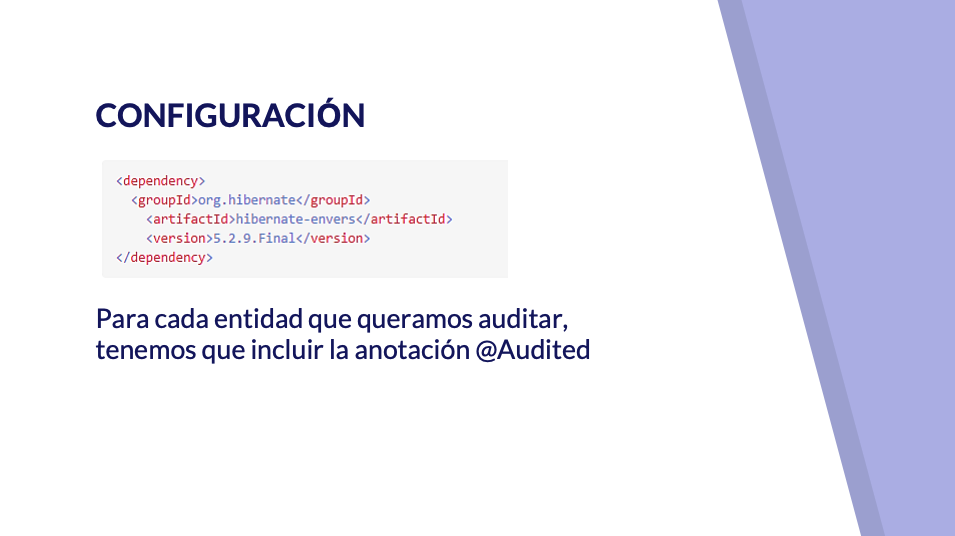 CONFIGURACIÓN
<dependency>
<groupId>org.hibernate</groupId>
<artifactId>hibernate-envers</artifactId>
<version>5.2.9.Final</version>
</dependency>
Para cada entidad que queramos auditar,
tenemos que incluir la anotación @Audited